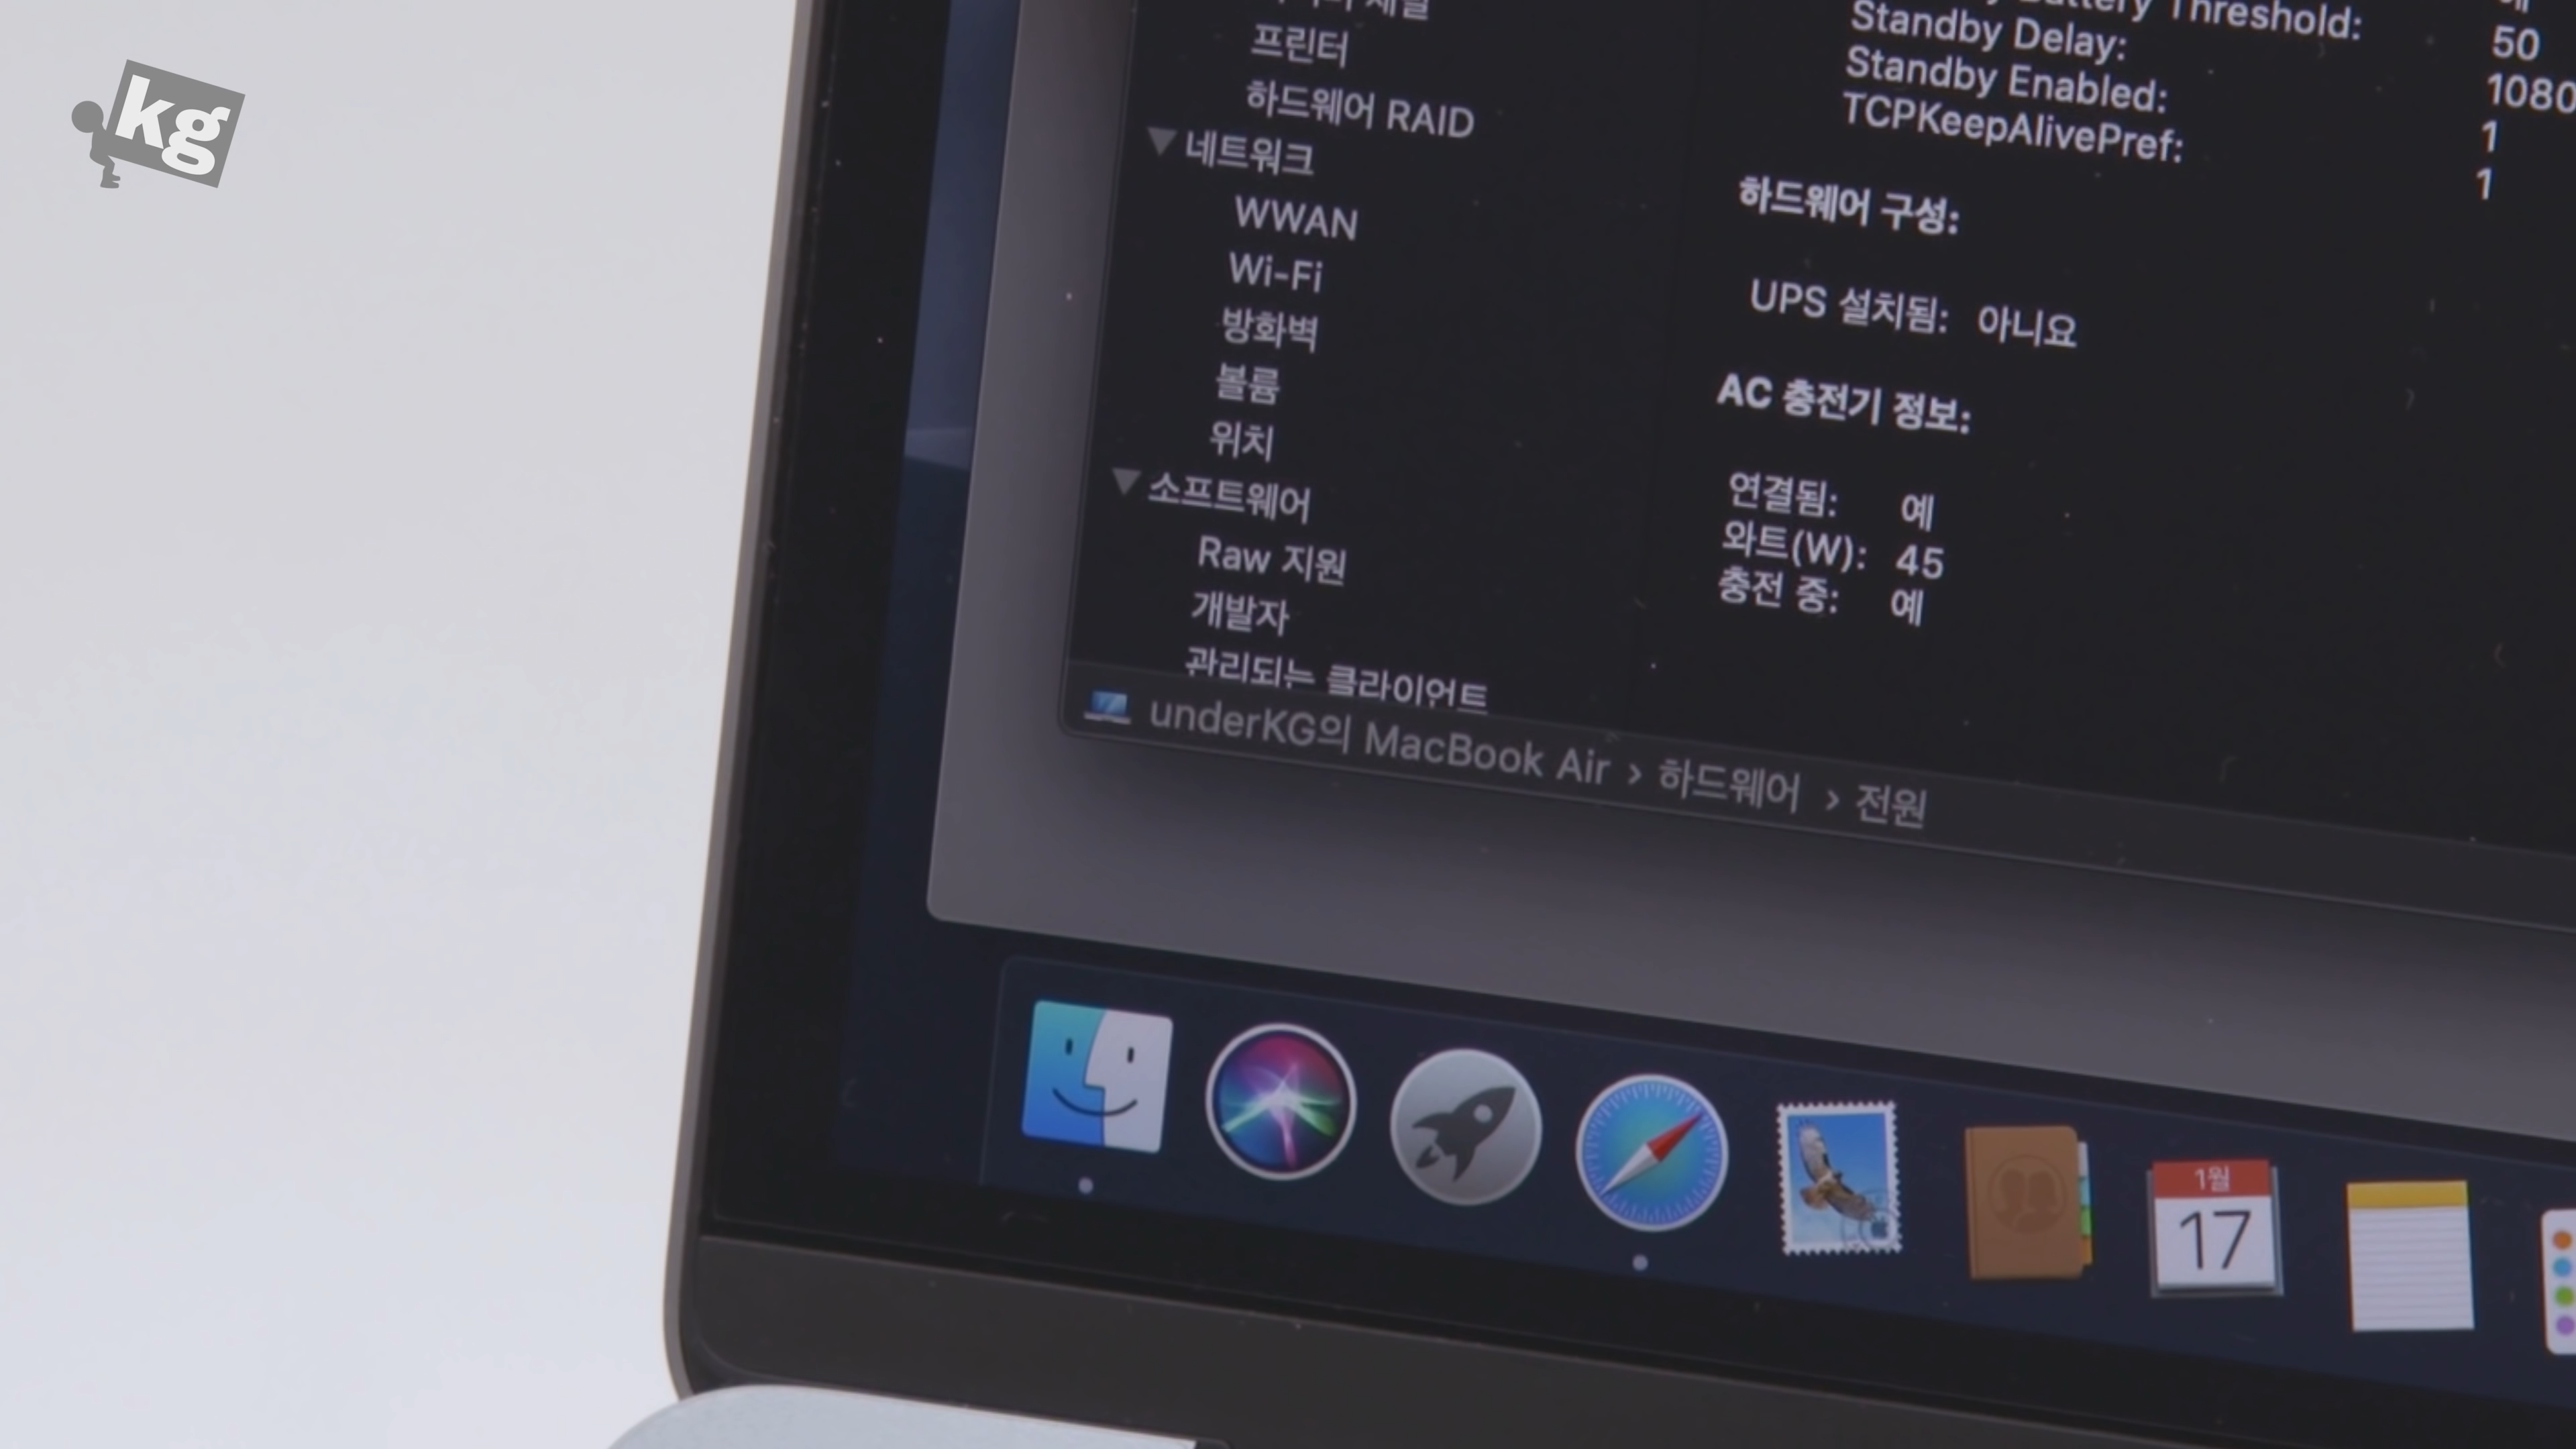 kg
프린터
하드웨어 RAID
네트워크
WWAN
Wi-Fi
방화벽
볼륨
위치
소프트웨어
Raw 지원
개발자
관리되는 클라이언트
Threshold: 50
Standby Delay: 1080
Standby Enabled: 1
TCPKeepAlivePref: 1
하드웨어 구성:
UPS 설치됨: 아니요
AC 충전기 정보:
연결됨: 예
와트(W): 45
충전 중: 예
underKG의 MacBook Air › 하드웨어 › 전원
1월
17